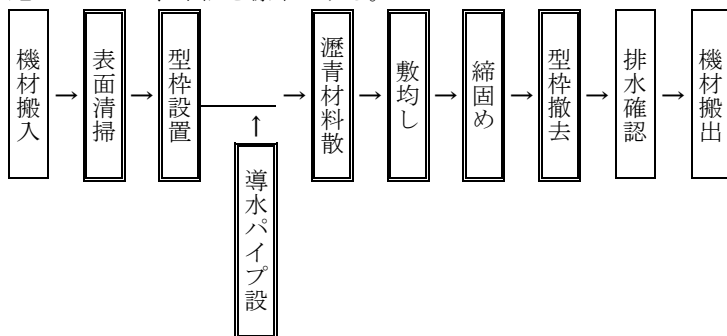 機材搬入
→
表面清掃
→
型枠設置
→
瀝青材料散
→
敷均し
→
締固め
→
型枠撤去
→
排水確認
→
機材搬出
↑
導水パイプ設